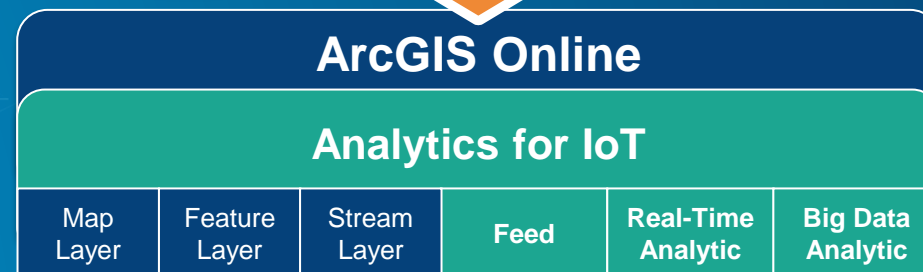 ArcGIS Online
Analytics for IoT
Map
Layer
Feature
Layer
Stream
Layer
Feed
Real-Time
Analytic
Big Data
Analytic